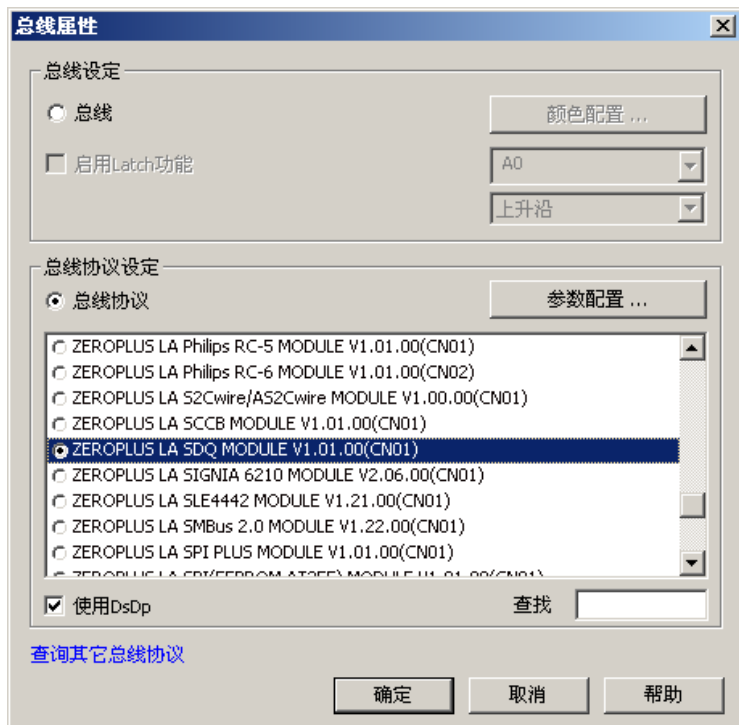 总线属性
总线设定
总线
颜色配置 ...
启用Latch功能
A0
上升沿
总线协议设定
总线协议
参数配置 ...
ZEROPLUS LA Philips RC-5 MODULE V1.01.00(CN01)
ZEROPLUS LA Philips RC-6 MODULE V1.01.00(CN02)
ZEROPLUS LA S2Cwire/AS2Cwire MODULE V1.00.00(CN01)
ZEROPLUS LA SCCB MODULE V1.01.00(CN01)
ZEROPLUS LA SDQ MODULE V1.01.00(CN01)
ZEROPLUS LA SIGNIA 6210 MODULE V2.06.00(CN01)
ZEROPLUS LA SLE4442 MODULE V1.21.00(CN01)
ZEROPLUS LA SMBus 2.0 MODULE V1.22.00(CN01)
ZEROPLUS LA SPI PLUS MODULE V1.01.00(CN01)
使用DsDp
查找
查询其它总线协议
确定
取消
帮助